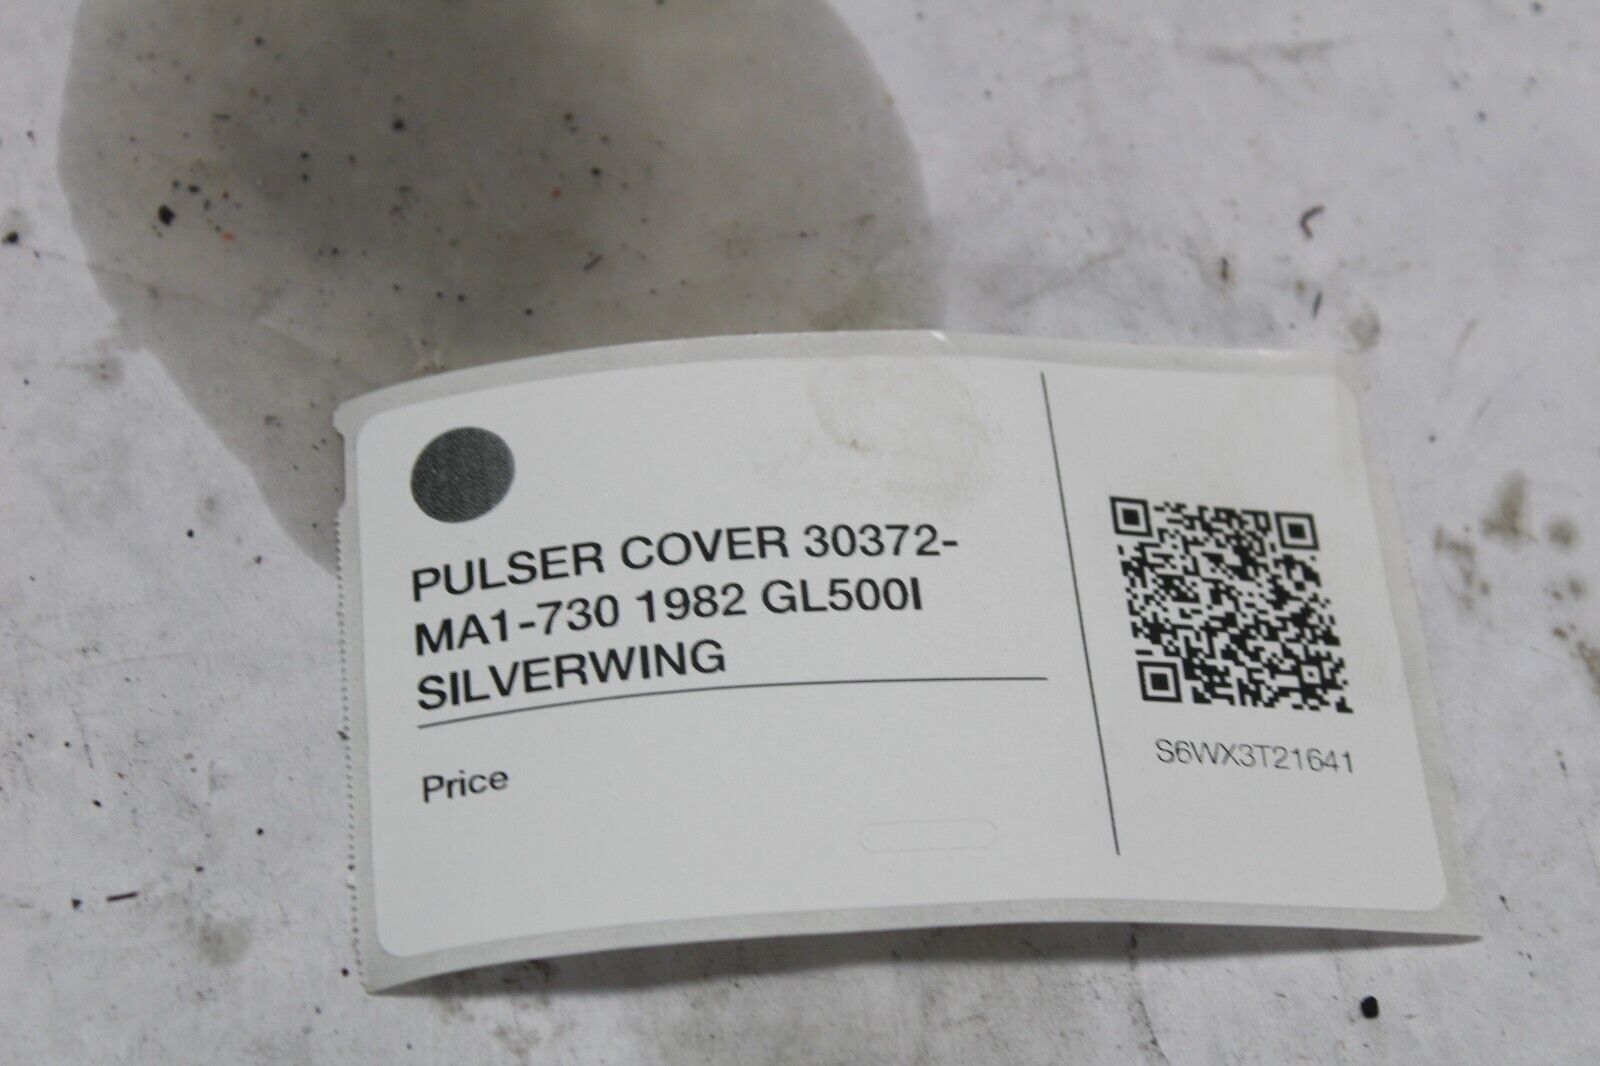 PULSER COVER 30372-
MA1-730 1982 GL500I
SILVERWING
Price
S6WX3T21641